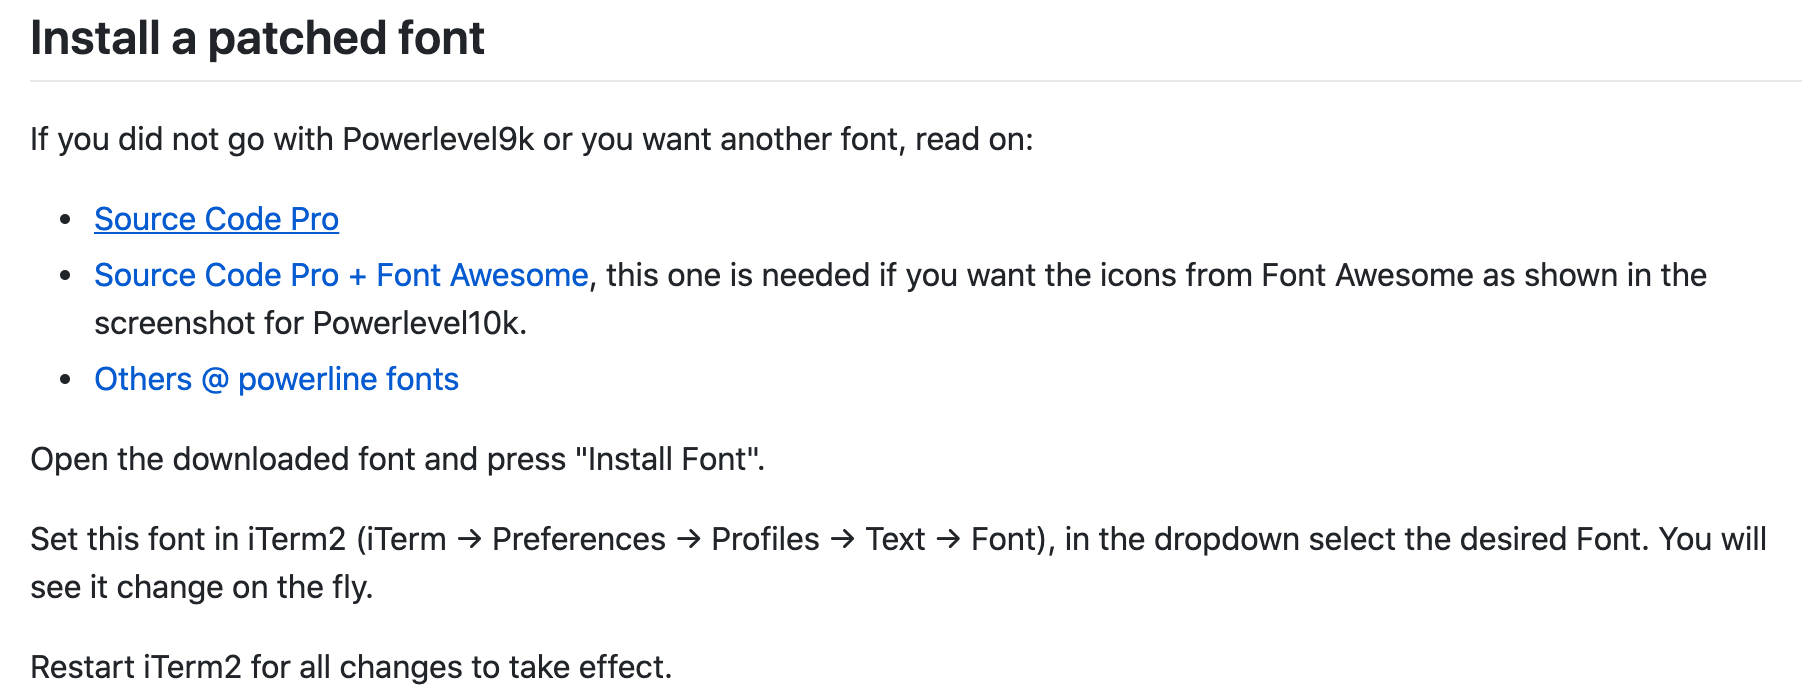 Install a patched font
If you did not go with Powerlevel9k or you want another font, read on:
• Source Code Pro
• Source Code Pro + Font Awesome, this one is needed if you want the icons from Font Awesome as shown in the
screenshot for Powerlevel10k.
• Others @ powerline fonts
Open the downloaded font and press "Install Font".
Set this font in iTerm2 (iTerm → Preferences → Profiles → Text → Font), in the dropdown select the desired Font. You will
see it change on the fly.
Restart iTerm2 for all changes to take effect.